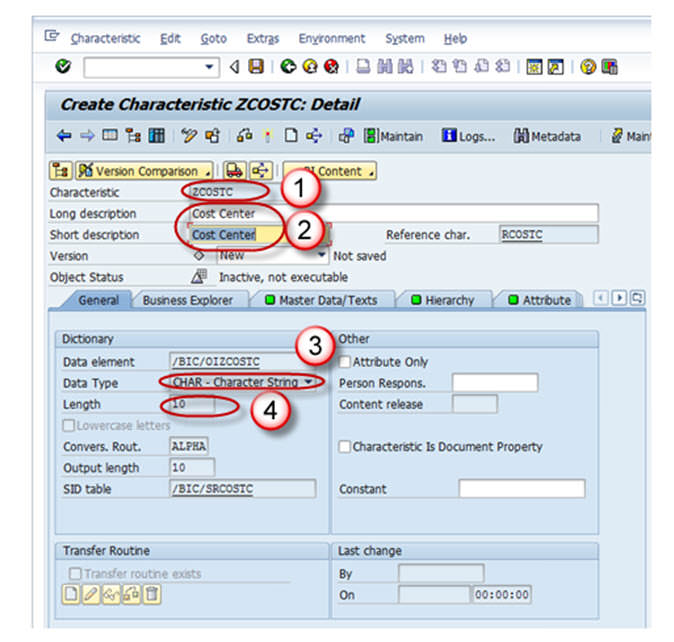 Characteristic Edit Goto Extras Environment System Help
Create Characteristic ZCOSTC: Detail
Maintain Logs... Metadata
Version Comparison Content
Characteristic ZCOSTC 1
Long description Cost Center
Short description Cost Center 2 Reference char. RCOSTC
Version New Not saved
Object Status Inactive, not executable
General Business Explorer Master Data/Texts Hierarchy Attribute
Dictionary 3 Other
Data element /BIC/OIZCOSTC Attribute Only
Data Type CHAR - Character String Person Respons.
Length 10 4 Content release
Lowercase letters
Convers. Rout. ALPHA Characteristic Is Document Property
Output length 10
SID table /BIC/SRCOSTC Constant
Transfer Routine Last change
Transfer routine exists By
On 00:00:00